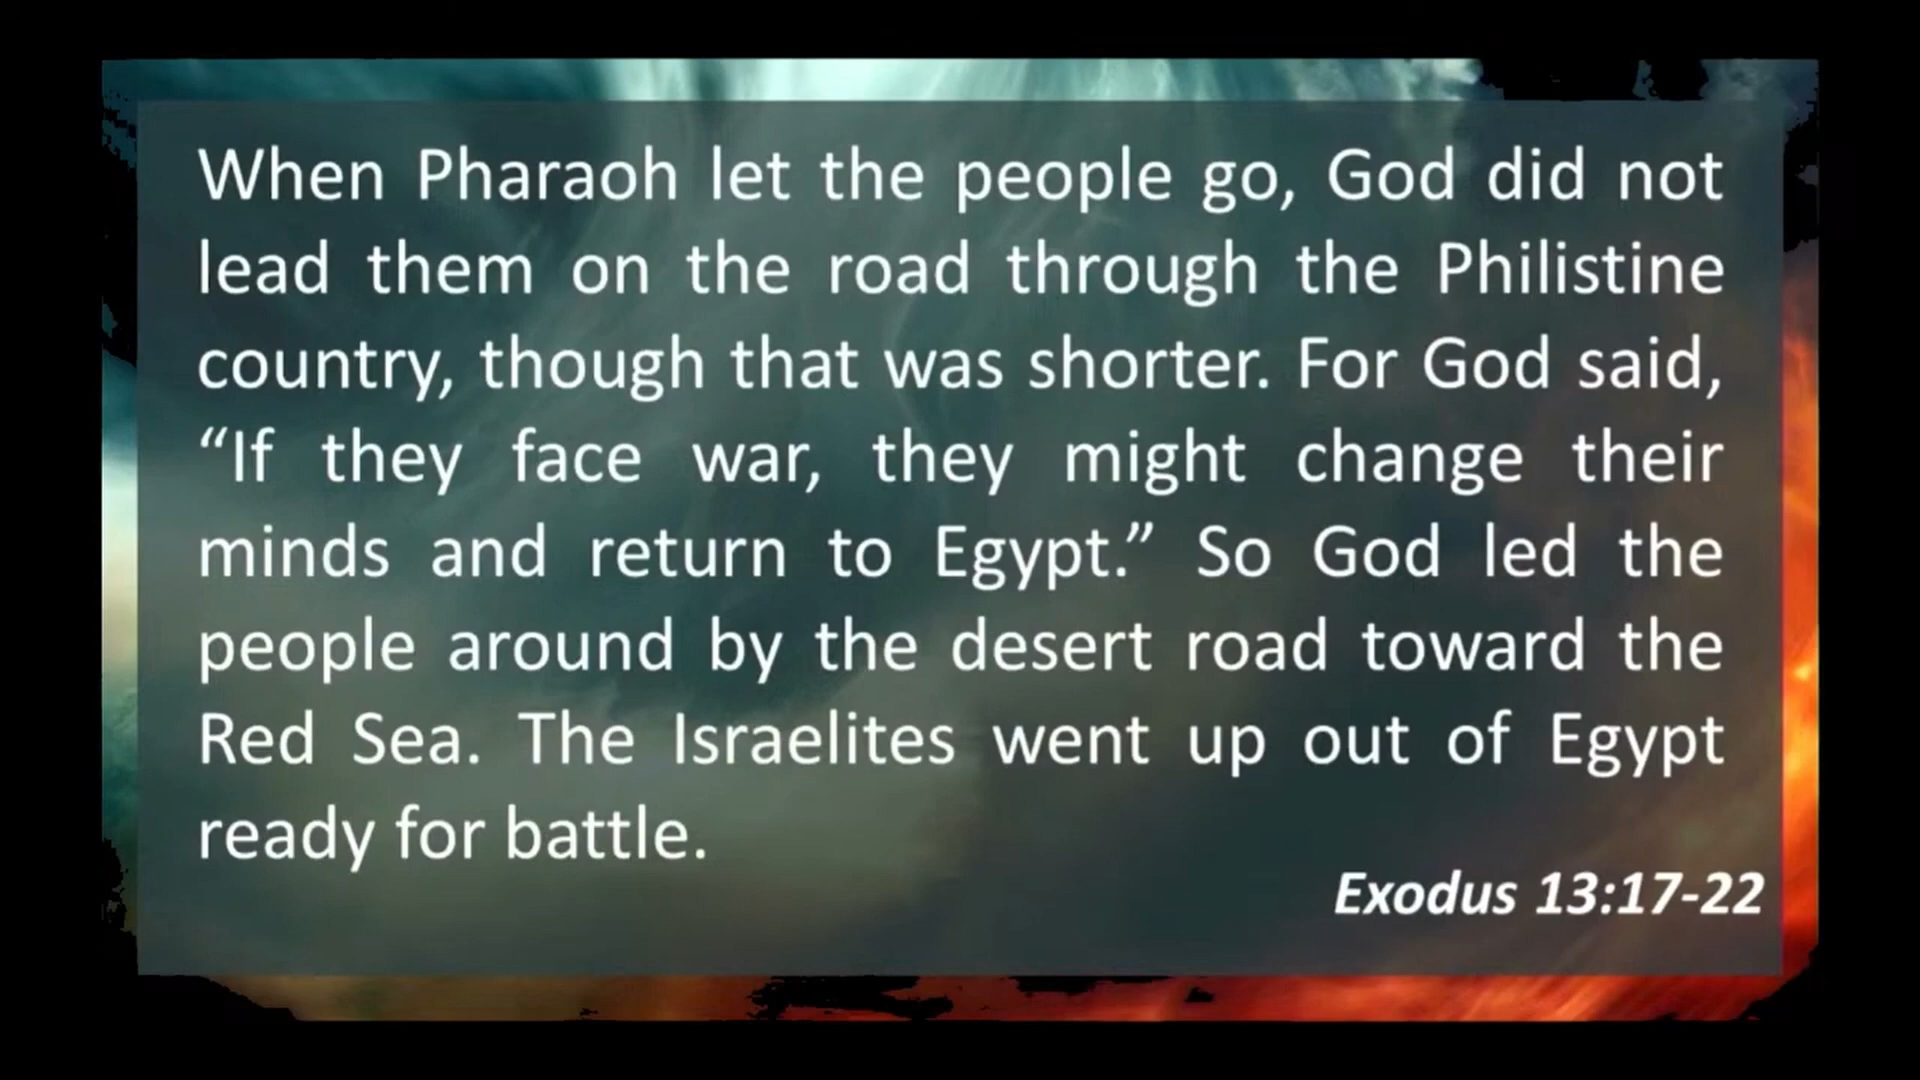 When Pharaoh let the people go, God did not
lead them on the road through the Philistine
country, though that was shorter. For God said,
“If they face war, they might change their
minds and return to Egypt.” So God led the
people around by the desert road toward the
Red Sea. The Israelites went up out of Egypt
ready for battle.
Exodus 13:17-22